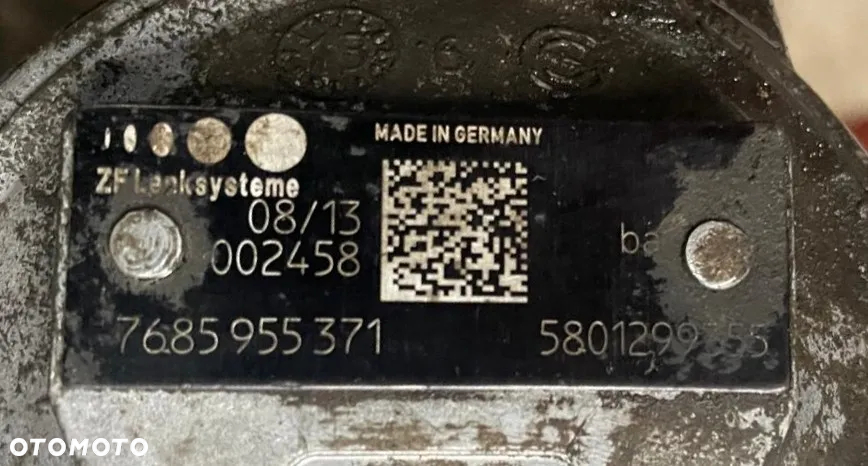 MADE IN GERMANY
ZF Lenksysteme
08/13
002458
7685 955 371
OTOMOTO